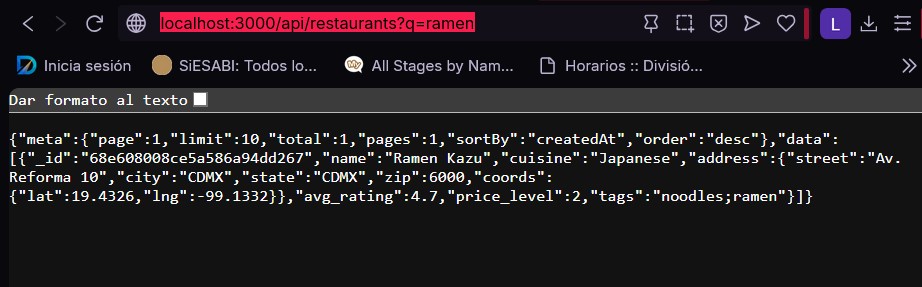 localhost:3000/api/restaurants?q=ramen
L
Inicia sesión
SiESABI: Todos lo...
All Stages by Nam...
Horarios :: Divisió...
Dar formato al texto
{"meta":{"page":1,"limit":10,"total":1,"pages":1,"sortBy":"createdAt","order":"desc"},"data":
[{"_id":"68e608008ce5a586a94dd267","name":"Ramen Kazu","cuisine":"Japanese","address":{"street":"Av.
Reforma 10","city":"CDMX","state":"CDMX","zip":6000,"coords":
{"lat":19.4326,"lng":-99.1332}},"avg_rating":4.7,"price_level":2,"tags":"noodles;ramen"}]}